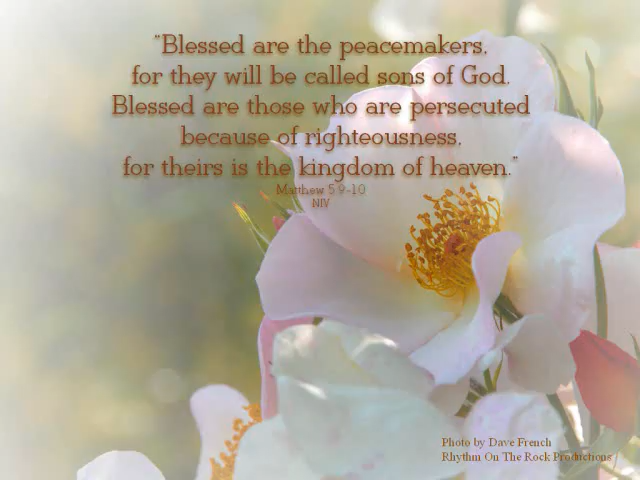 "Blessed are the peacemakers,
for they will be called sons of God.
Blessed are those who are persecuted
because of righteousness,
for theirs is the kingdom of heaven."
Matthew 5:9-10
NIV
Photo by Dave French
Rhythm On The Rock Productions